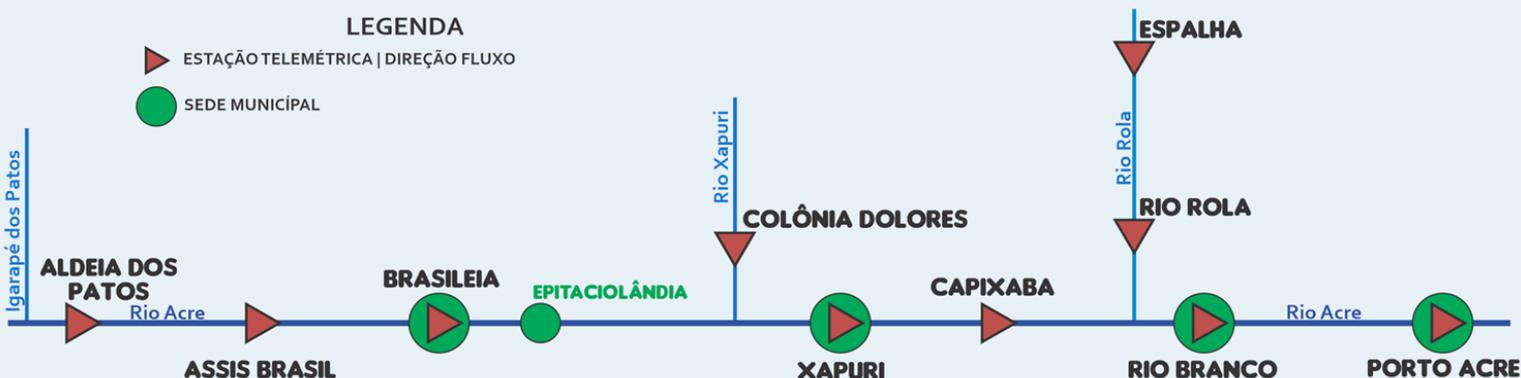 LEGENDA
ESTAÇÃO TELEMÉTRICA | DIREÇÃO FLUXO
SEDE MUNICÍPAL
Igarapé dos Patos
ALDEIA DOS
PATOS
Rio Acre
ASSIS BRASIL
BRASILEIA
EPITACIOLÂNDIA
Rio Xapuri
COLÔNIA DOLORES
XAPURI
CAPIXABA
ESPALHA
Rio Rola
RIO ROLA
RIO BRANCO
Rio Acre
PORTO ACRE